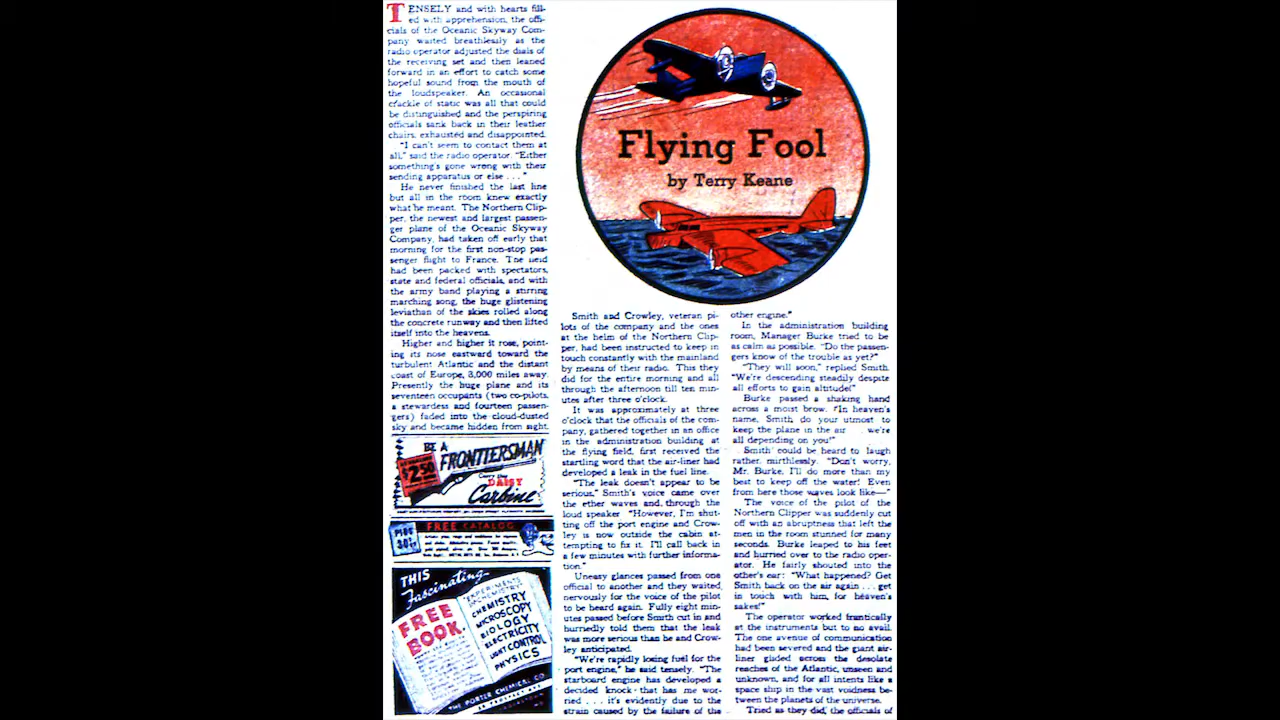 TENSELY and with hearts fill-
ed with apprehension, the offi-
cials of the Oceanic Skyway Com-
pany waited breathlessly as the
radio operator adjusted the dials of
the receiving set and then leaned
forward in an effort to catch some
hopeful sound from the mouth of
the loudspeaker. An occasional
crackle of static was all that could
be distinguished and the perspiring
officials sank back in their leather
chairs, exhausted and disappointed.
"I can't seem to contact them at
all," said the radio operator. "Either
something's gone wrong with their
sending apparatus or else . . ."
He never finished the last line
but all in the room knew exactly
what he meant. The Northern Clip-
per, the newest and largest passen-
ger plane of the Oceanic Skyway
Company, had taken off early that
morning for the first non-stop pas-
senger flight to France. The field
had been packed with spectators,
state and federal officials, and with
the army band playing a stirring
marching song, the huge glistening
leviathan of the skies rolled along
the concrete runway and then lifted
itself into the heavens.
Higher and higher it rose, point-
ing its nose eastward toward the
turbulent Atlantic and the distant
coast of Europe, 3,000 miles away.
Presently the huge plane and its
seventeen occupants (two co-pilots,
a stewardess and fourteen passen-
gers) faded into the cloud-dusted
sky and became hidden from sight.
BE A
FRONTIERSMAN
$2.50
Carry this
DAISY
Carbine
FREE CATALOG
THIS
Fascinating
FREE
BOOK
EXPERIMENTS
CHEMISTRY
MICROSCOPY
BIOLOGY
ELECTRICITY
LIGHT CONTROL
PHYSICS
THE PORTER CHEMICAL CO
Flying Fool
by Terry Keane
Smith and Crowley, veteran pi-
lots of the company and the ones
at the helm of the Northern Clip-
per, had been instructed to keep in
touch constantly with the mainland
by means of their radio. This they
did for the entire morning and all
through the afternoon till ten min-
utes after three o'clock.
It was approximately at three
o'clock that the officials of the com-
pany, gathered together in an office
in the administration building at
the flying field, first received the
startling word that the air-liner had
developed a leak in the fuel line.
"The leak doesn't appear to be
serious," Smith's voice came over
the ether waves and through the
loud speaker "However, I'm shut-
ting off the port engine and Crow-
ley is now outside the cabin at-
tempting to fix it. I'll call back in
a few minutes with further informa-
tion."
Uneasy glances passed from one
official to another and they waited,
nervously for the voice of the pilot
to be heard again. Fully eight min-
utes passed before Smith cut in and
hurriedly told them that the leak
was more serious than he and Crow-
ley anticipated.
"We're rapidly losing fuel for the
port engine," he said tensely. "The
starboard engine has developed a
decided knock that has me wor-
ried . . . it's evidently due to the
strain caused by the failure of the
other engine."
In the administration building
room, Manager Burke tried to be
as calm as possible. "Do the passen-
gers know of the trouble as yet?"
"They will soon," replied Smith.
"We're descending steadily despite
all efforts to gain altitude!"
Burke passed a shaking hand
across a moist brow. "In heaven's
name, Smith, do your utmost to
keep the plane in the air we're
all depending on you!"
Smith could be heard to laugh
rather, mirthlessly. "Don't worry,
Mr. Burke, I'll do more than my
best to keep off the water! Even
from here those waves look like—"
The voice of the pilot of the
Northern Clipper was suddenly cut
off with an abruptness that left the
men in the room stunned for many
seconds. Burke leaped to his feet
and hurried over to the radio oper-
ator. He fairly shouted into the
other's ear: "What happened? Get
Smith back on the air again . . . get
in touch with him, for heaven's
sakes!"
The operator worked frantically
at the instruments but to no avail.
The one avenue of communication
had been severed and the giant air-
liner glided across the desolate
reaches of the Atlantic, unseen and
unknown, and for all intents like a
space ship in the vast voidness be-
tween the planets of the universe.
Tried as they did, the officials of